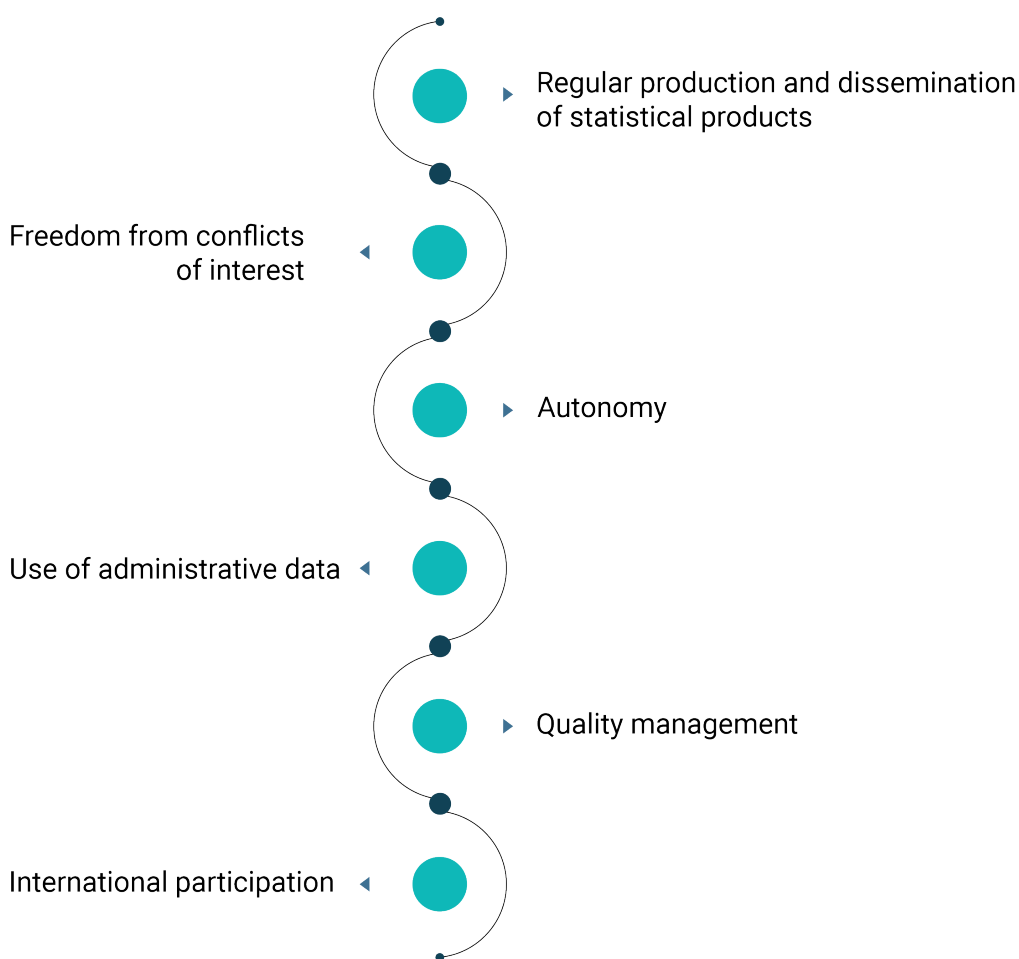 Regular production and dissemination
of statistical products
Freedom from conflicts
of interest
Autonomy
Use of administrative data
Quality management
International participation